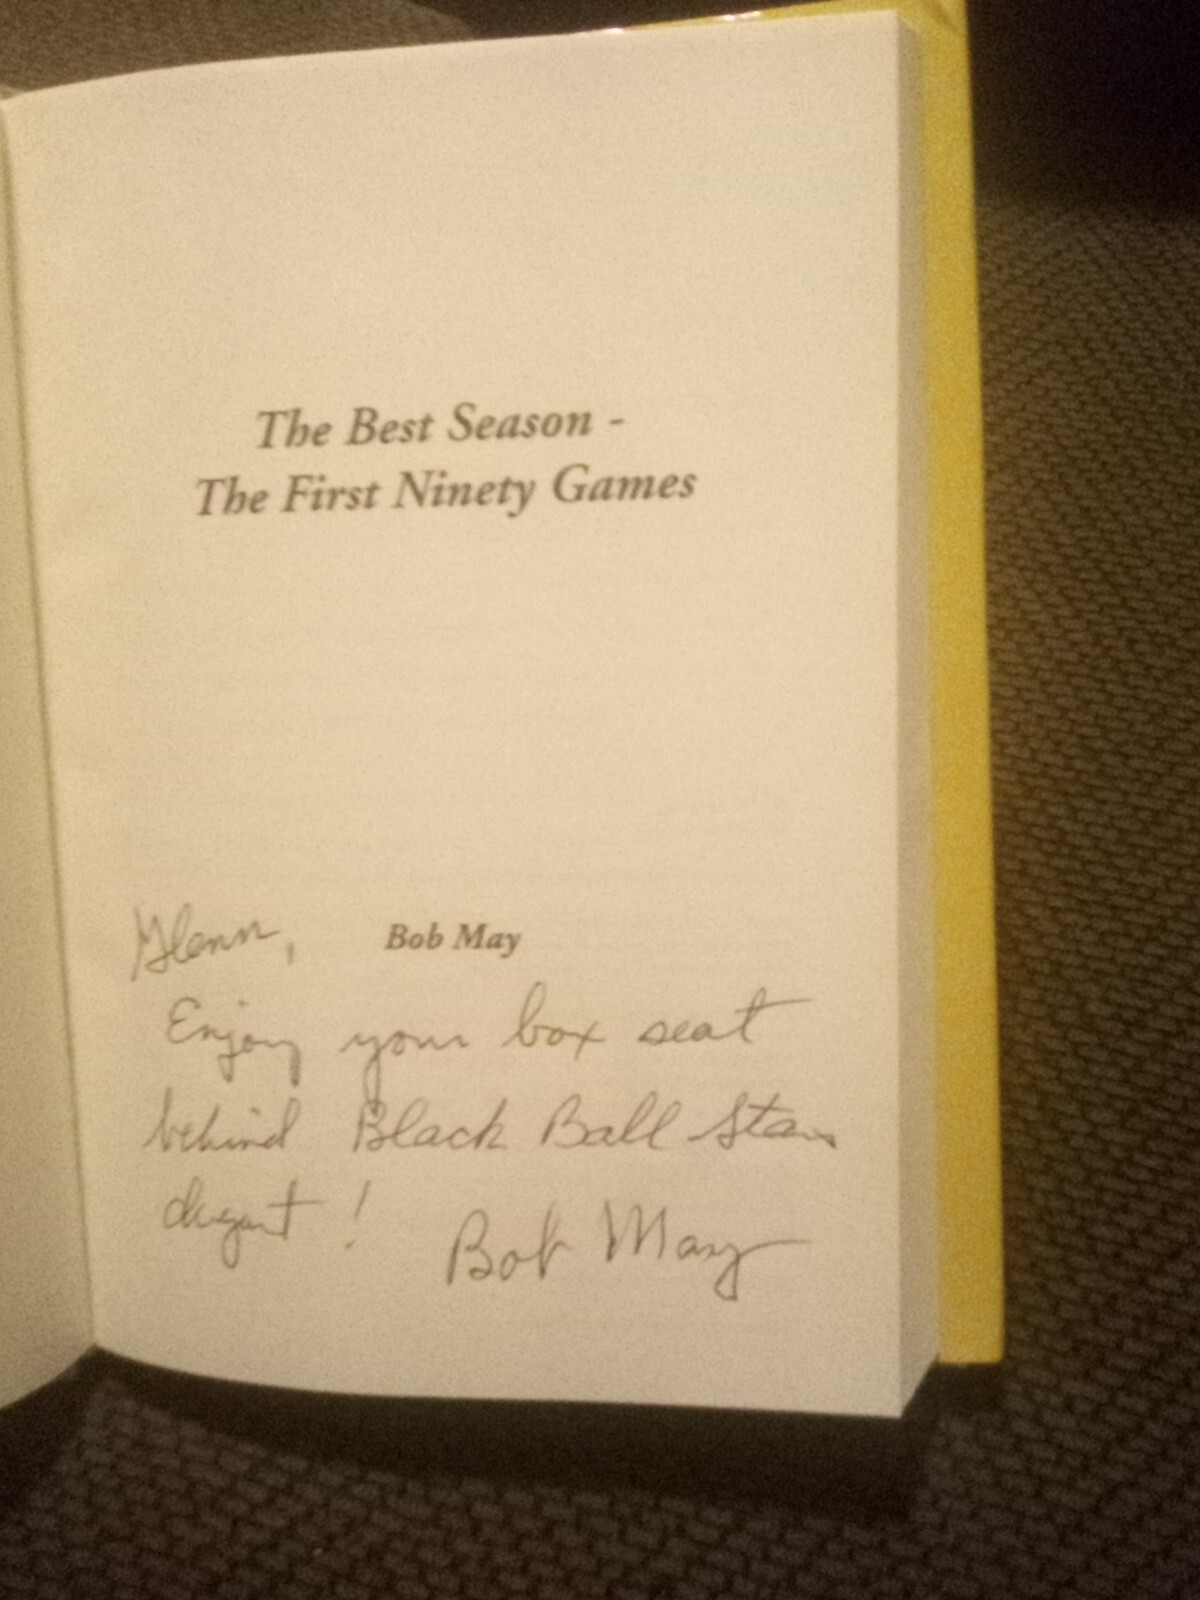 The Best Season -
The First Ninety Games
Bob May
Glenn,
Enjoy your box seat
behind Black Ball Stars
dugout !
Bob May